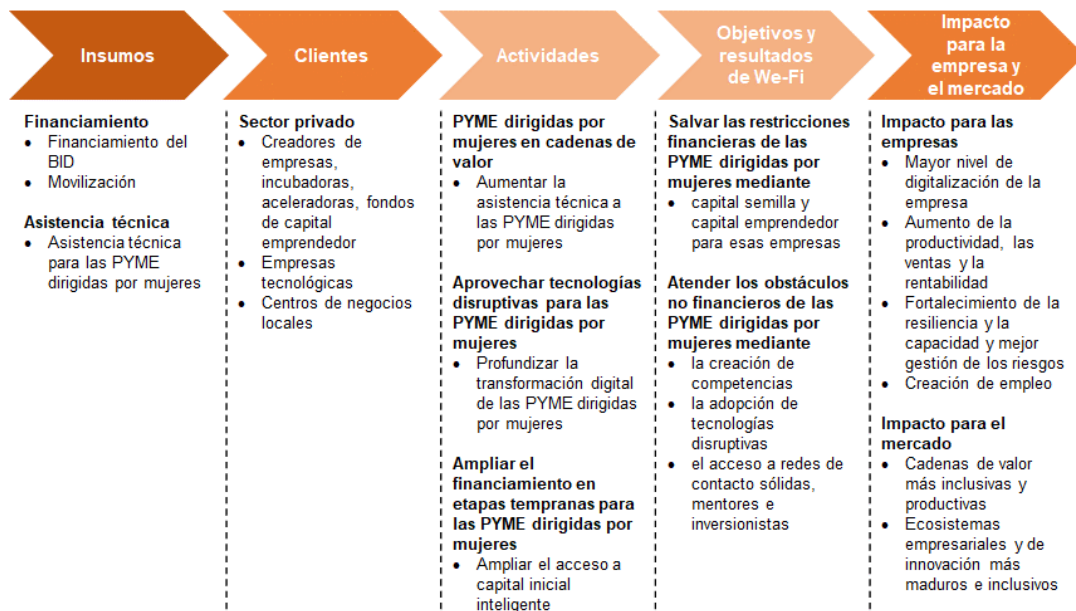 Insumos
Clientes
Actividades
Objetivos y
resultados
de We-Fi
Impacto
para la
empresa y
el mercado
Financiamiento
• Financiamiento del
BID
• Movilización
Asistencia técnica
• Asistencia técnica
para las PYME
dirigidas por mujeres
Sector privado
• Creadores de
empresas,
incubadoras,
aceleradoras, fondos
de capital
emprendedor
• Empresas
tecnológicas
• Centros de negocios
locales
PYME dirigidas por
mujeres en cadenas de
valor
• Aumentar la
asistencia técnica a
las PYME dirigidas
por mujeres
Aprovechar tecnologías
disruptivas para las
PYME dirigidas por
mujeres
• Profundizar la
transformación digital
de las PYME dirigidas
por mujeres
Ampliar el
financiamiento en
etapas tempranas para
las PYME dirigidas por
mujeres
• Ampliar el acceso a
capital inicial
inteligente
Salvar las restricciones
financieras de las
PYME dirigidas por
mujeres mediante
• capital semilla y
capital emprendedor
para esas empresas
Atender los obstáculos
no financieros de las
PYME dirigidas por
mujeres mediante
• la creación de
competencias
• la adopción de
tecnologías
disruptivas
• el acceso a redes de
contacto sólidas,
mentores e
inversionistas
Impacto para las
empresas
• Mayor nivel de
digitalización de la
empresa
• Aumento de la
productividad, las
ventas y la
rentabilidad
• Fortalecimiento de la
resiliencia y la
capacidad y mejor
gestión de los riesgos
• Creación de empleo
Impacto para el
mercado
• Cadenas de valor
más inclusivas y
productivas
• Ecosistemas
empresariales y de
innovación más
maduros e inclusivos